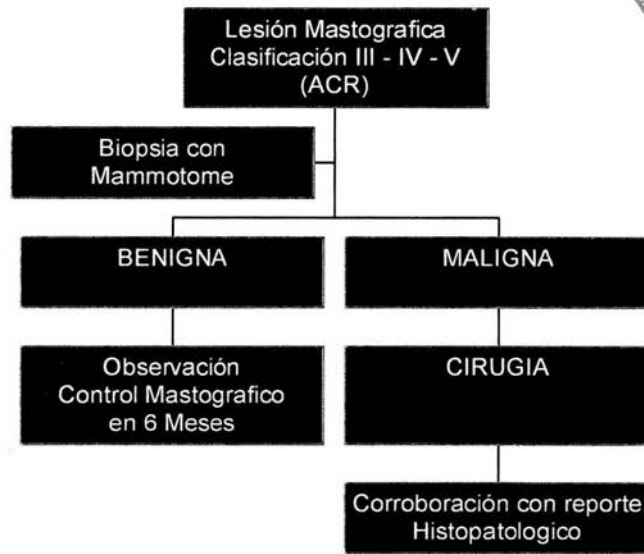 Lesión Mastografica
Clasificación III - IV - V
(ACR)
Biopsia con
Mammotome
BENIGNA
MALIGNA
Observación
Control Mastografico
en 6 Meses
CIRUGIA
Corroboración con reporte
Histopatologico